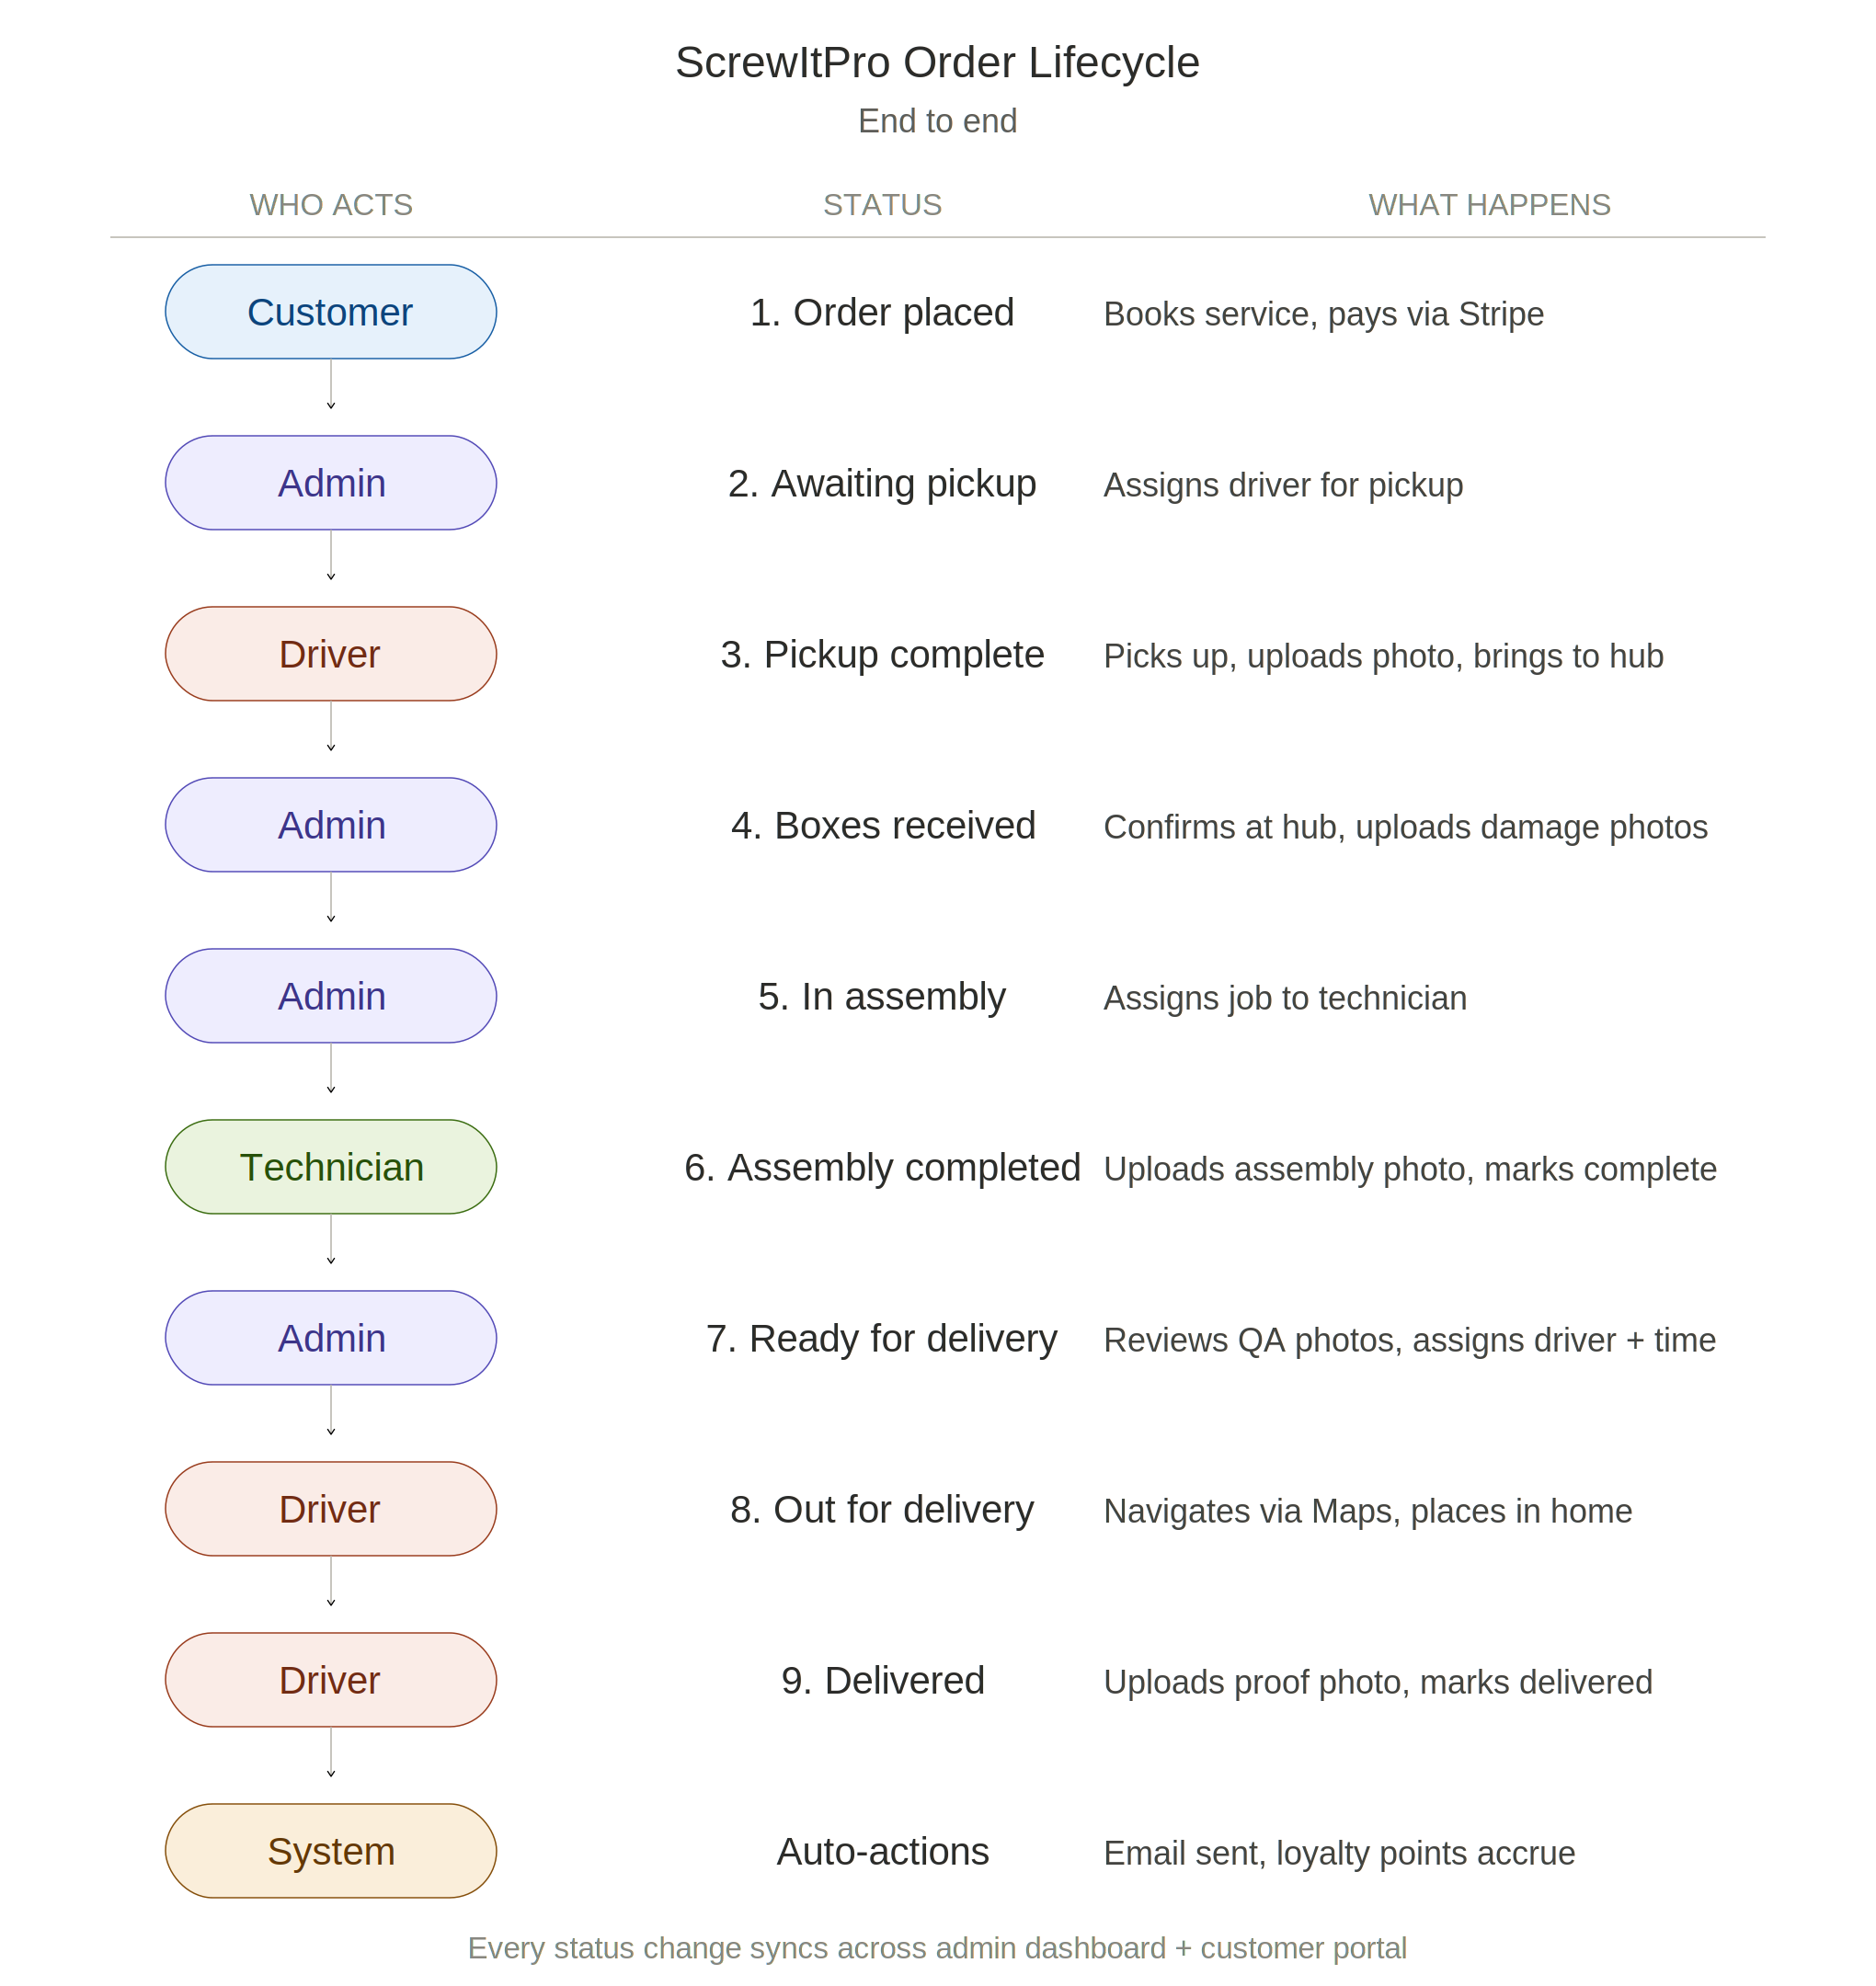 ScrewItPro Order Lifecycle
End to end
WHO ACTS STATUS WHAT HAPPENS
Customer 1. Order placed Books service, pays via Stripe
Admin 2. Awaiting pickup Assigns driver for pickup
Driver 3. Pickup complete Picks up, uploads photo, brings to hub
Admin 4. Boxes received Confirms at hub, uploads damage photos
Admin 5. In assembly Assigns job to technician
Technician 6. Assembly completed Uploads assembly photo, marks complete
Admin 7. Ready for delivery Reviews QA photos, assigns driver + time
Driver 8. Out for delivery Navigates via Maps, places in home
Driver 9. Delivered Uploads proof photo, marks delivered
System Auto-actions Email sent, loyalty points accrue
Every status change syncs across admin dashboard + customer portal